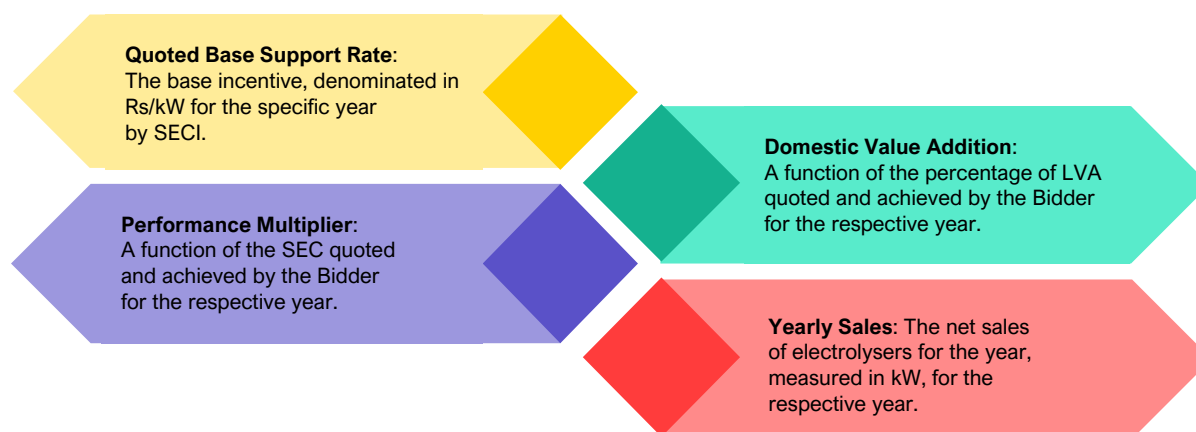 Quoted Base Support Rate:
The base incentive, denominated in
Rs/kW for the specific year
by SECI.
Domestic Value Addition:
A function of the percentage of LVA
quoted and achieved by the Bidder
for the respective year.
Performance Multiplier:
A function of the SEC quoted
and achieved by the Bidder
for the respective year.
Yearly Sales: The net sales
of electrolysers for the year,
measured in kW, for the
respective year.